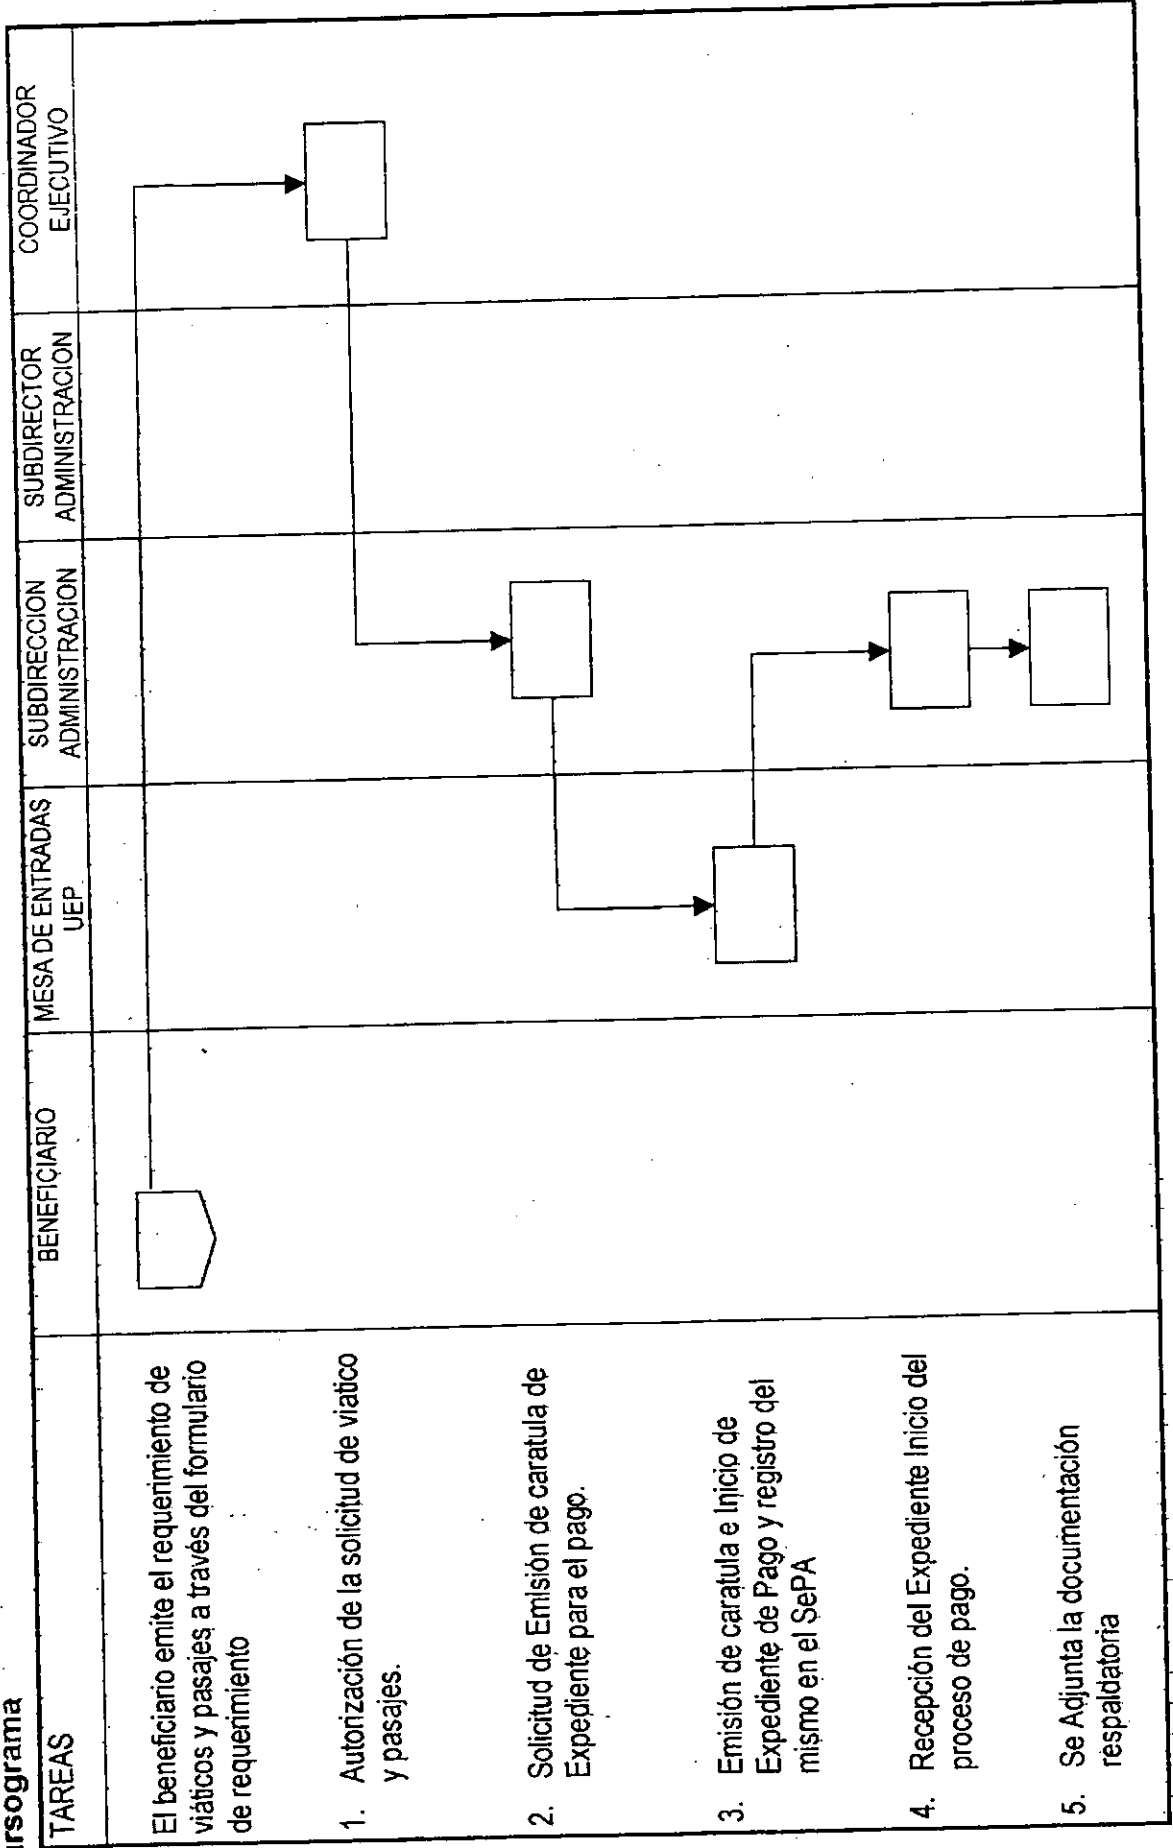 rsograma
TAREAS
BENEFICIARIO
MESA DE ENTRADAS
UEP
SUBDIRECCION
ADMINISTRACION
SUBDIRECTOR
ADMINISTRACION
COORDINADOR
EJECUTIVO
El beneficiario emite el requerimiento de
viáticos y pasajes a través del formulario
de requerimiento
1. Autorización de la solicitud de viatico
y pasajes.
2. Solicitud de Emisión de caratula de
Expediente para el pago.
3. Emisión de caratula e Inicio de
Expediente de Pago y registro del
mismo en el SePA
4. Recepción del Expediente Inicio del
proceso de pago.
5. Se Adjunta la documentación
respaldatoria